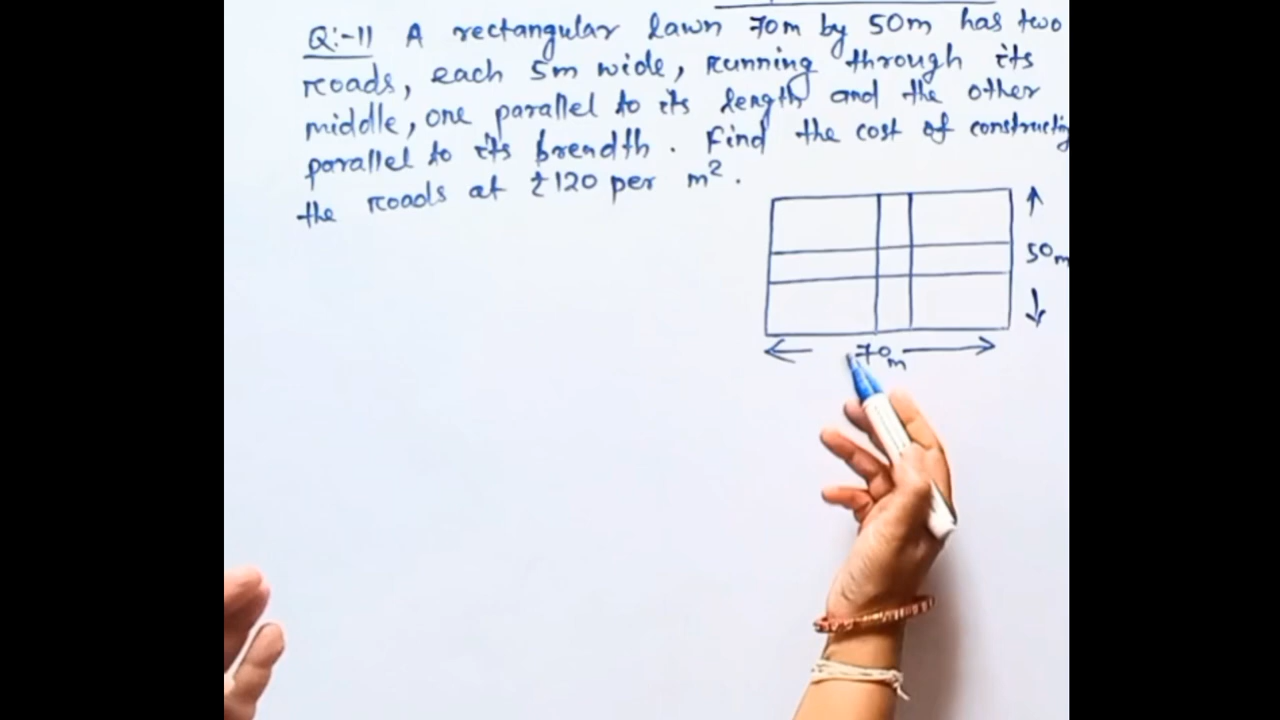 Q:-11 A rectangular lawn 70m by 50m has two
roads, each 5m wide, running through its
middle, one parallel to its length and the other
parallel to its breadth. Find the cost of constructing
the roads at ₹120 per m².
50m
70m